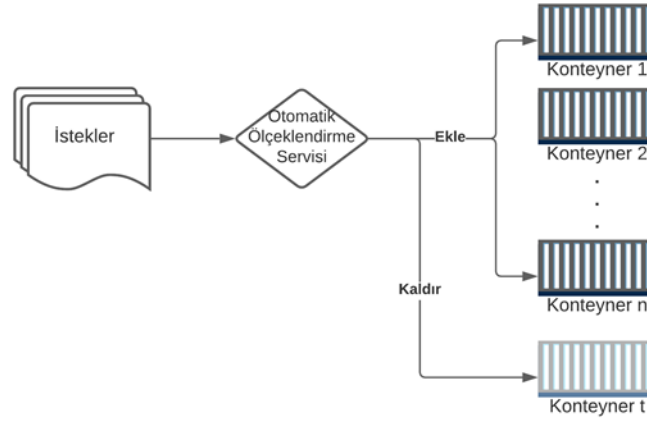 İstekler
Otomatik
Ölçeklendirme
Servisi
Ekle
Kaldır
Konteyner 1
Konteyner 2
.
.
.
Konteyner n
Konteyner t